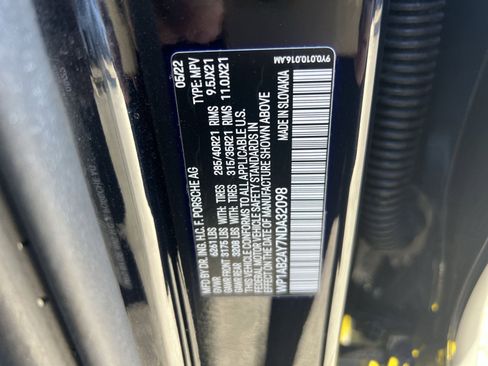 MFD BY DR. ING. H.C. F. PORSCHE AG 05/22 TYPE: MPV
GVWR 6261 LBS WITH TIRES 285/40R21 RIMS 9.5JX21
GAWR FRONT 3175 LBS WITH TIRES 315/35R21 RIMS 11.0JX21
GAWR REAR 3208 LBS
THIS VEHICLE CONFORMS TO ALL APPLICABLE U.S.
FEDERAL MOTOR VEHICLE SAFETY STANDARDS IN
EFFECT ON THE DATE OF MANUFACTURE SHOWN ABOVE
WP1AB2AY7NDA32098 MADE IN SLOVAKIA
9Y0.010.016.AM